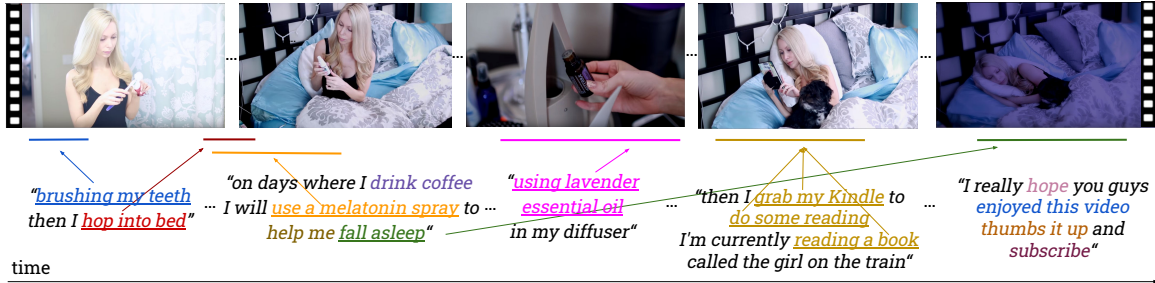 “brushing my teeth
then I hop into bed”
...
“on days where I drink coffee
I will use a melatonin spray to
help me fall asleep“
...
“using lavender
essential oil
in my diffuser“
...
“then I grab my Kindle to
do some reading
I'm currently reading a book
called the girl on the train“
...
“I really hope you guys
enjoyed this video
thumbs it up and
subscribe“
time